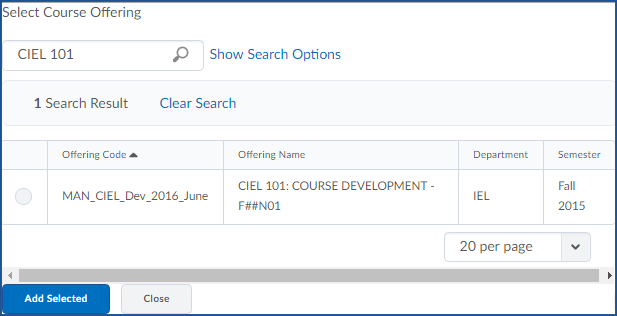 Select Course Offering
CIEL 101
Show Search Options
1 Search Result
Clear Search
Offering Code
Offering Name
Department
Semester
MAN_CIEL_Dev_2016_June
CIEL 101: COURSE DEVELOPMENT -
F##N01
IEL
Fall
2015
20 per page
Add Selected
Close